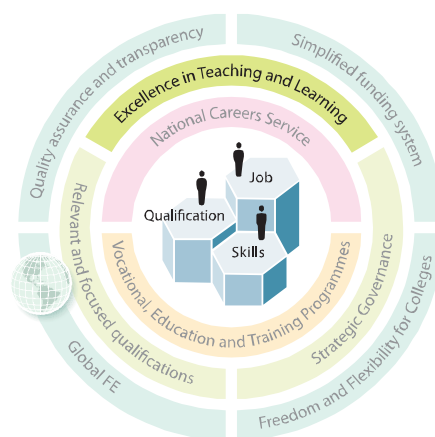 Quality assurance and transparency
Simplified funding system
Excellence in Teaching and Learning
National Careers Service
Job
Qualification
Skills
Relevant and focused qualifications
Vocational, Education and Training Programmes
Strategic Governance
Global FE
Freedom and Flexibility for Colleges